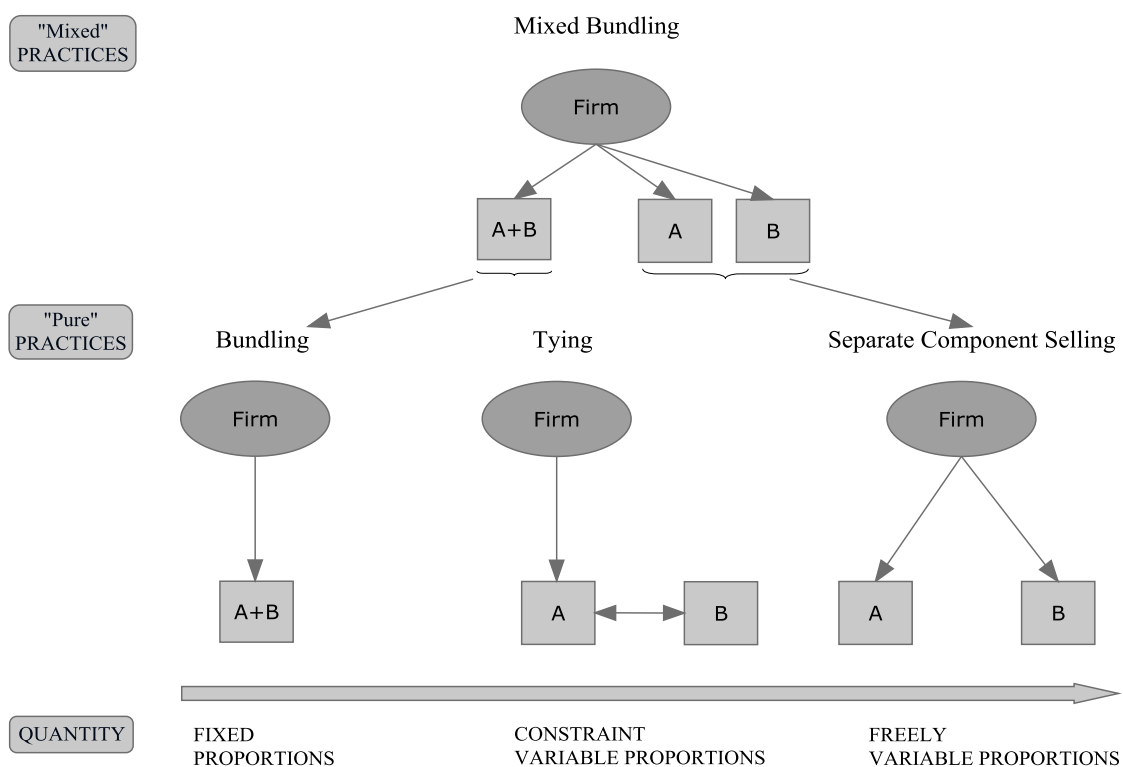 "Mixed"
PRACTICES
Mixed Bundling
Firm
A+B
A
B
"Pure"
PRACTICES
Bundling
Tying
Separate Component Selling
Firm
Firm
Firm
A+B
A
B
A
B
QUANTITY
FIXED
PROPORTIONS
CONSTRAINT
VARIABLE PROPORTIONS
FREELY
VARIABLE PROPORTIONS